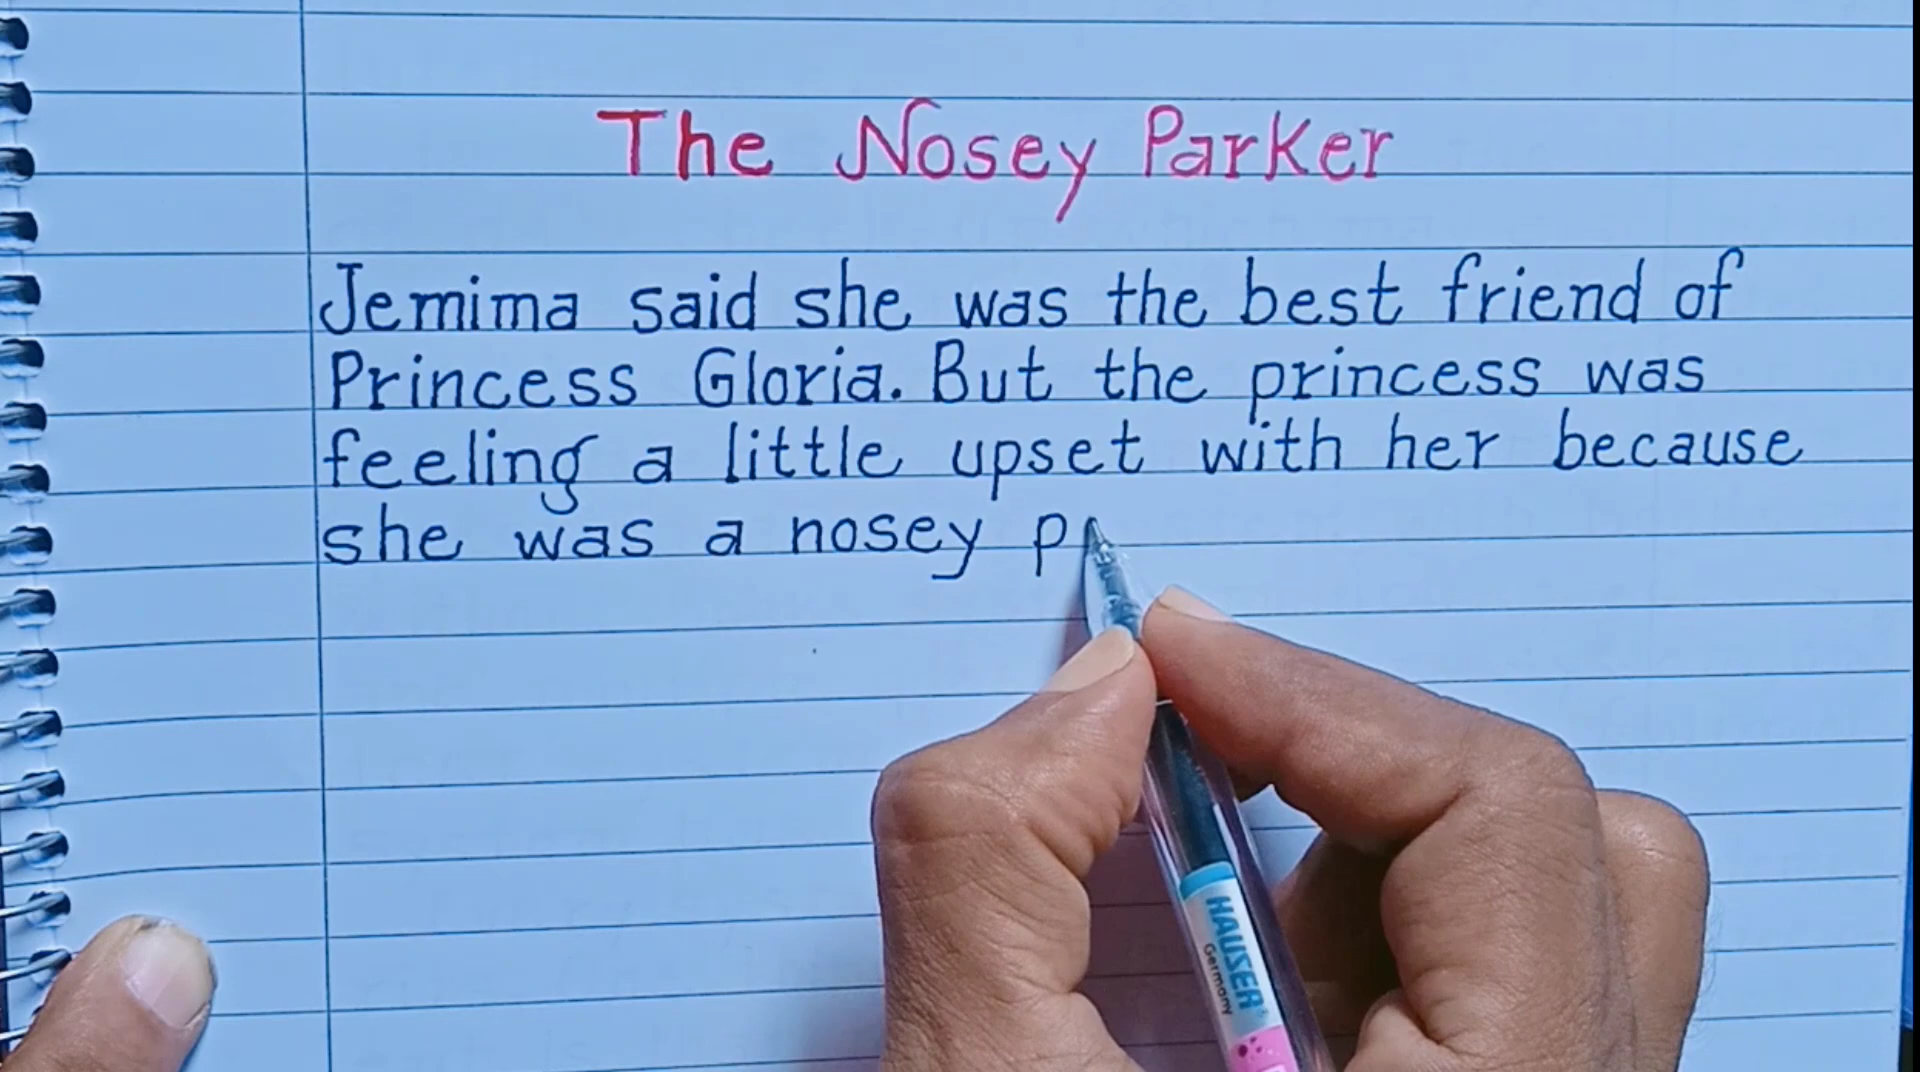 The Nosey Parker
Jemima said she was the best friend of
Princess Gloria. But the princess was
feeling a little upset with her because
she was a nosey p
HAUSER
Germany